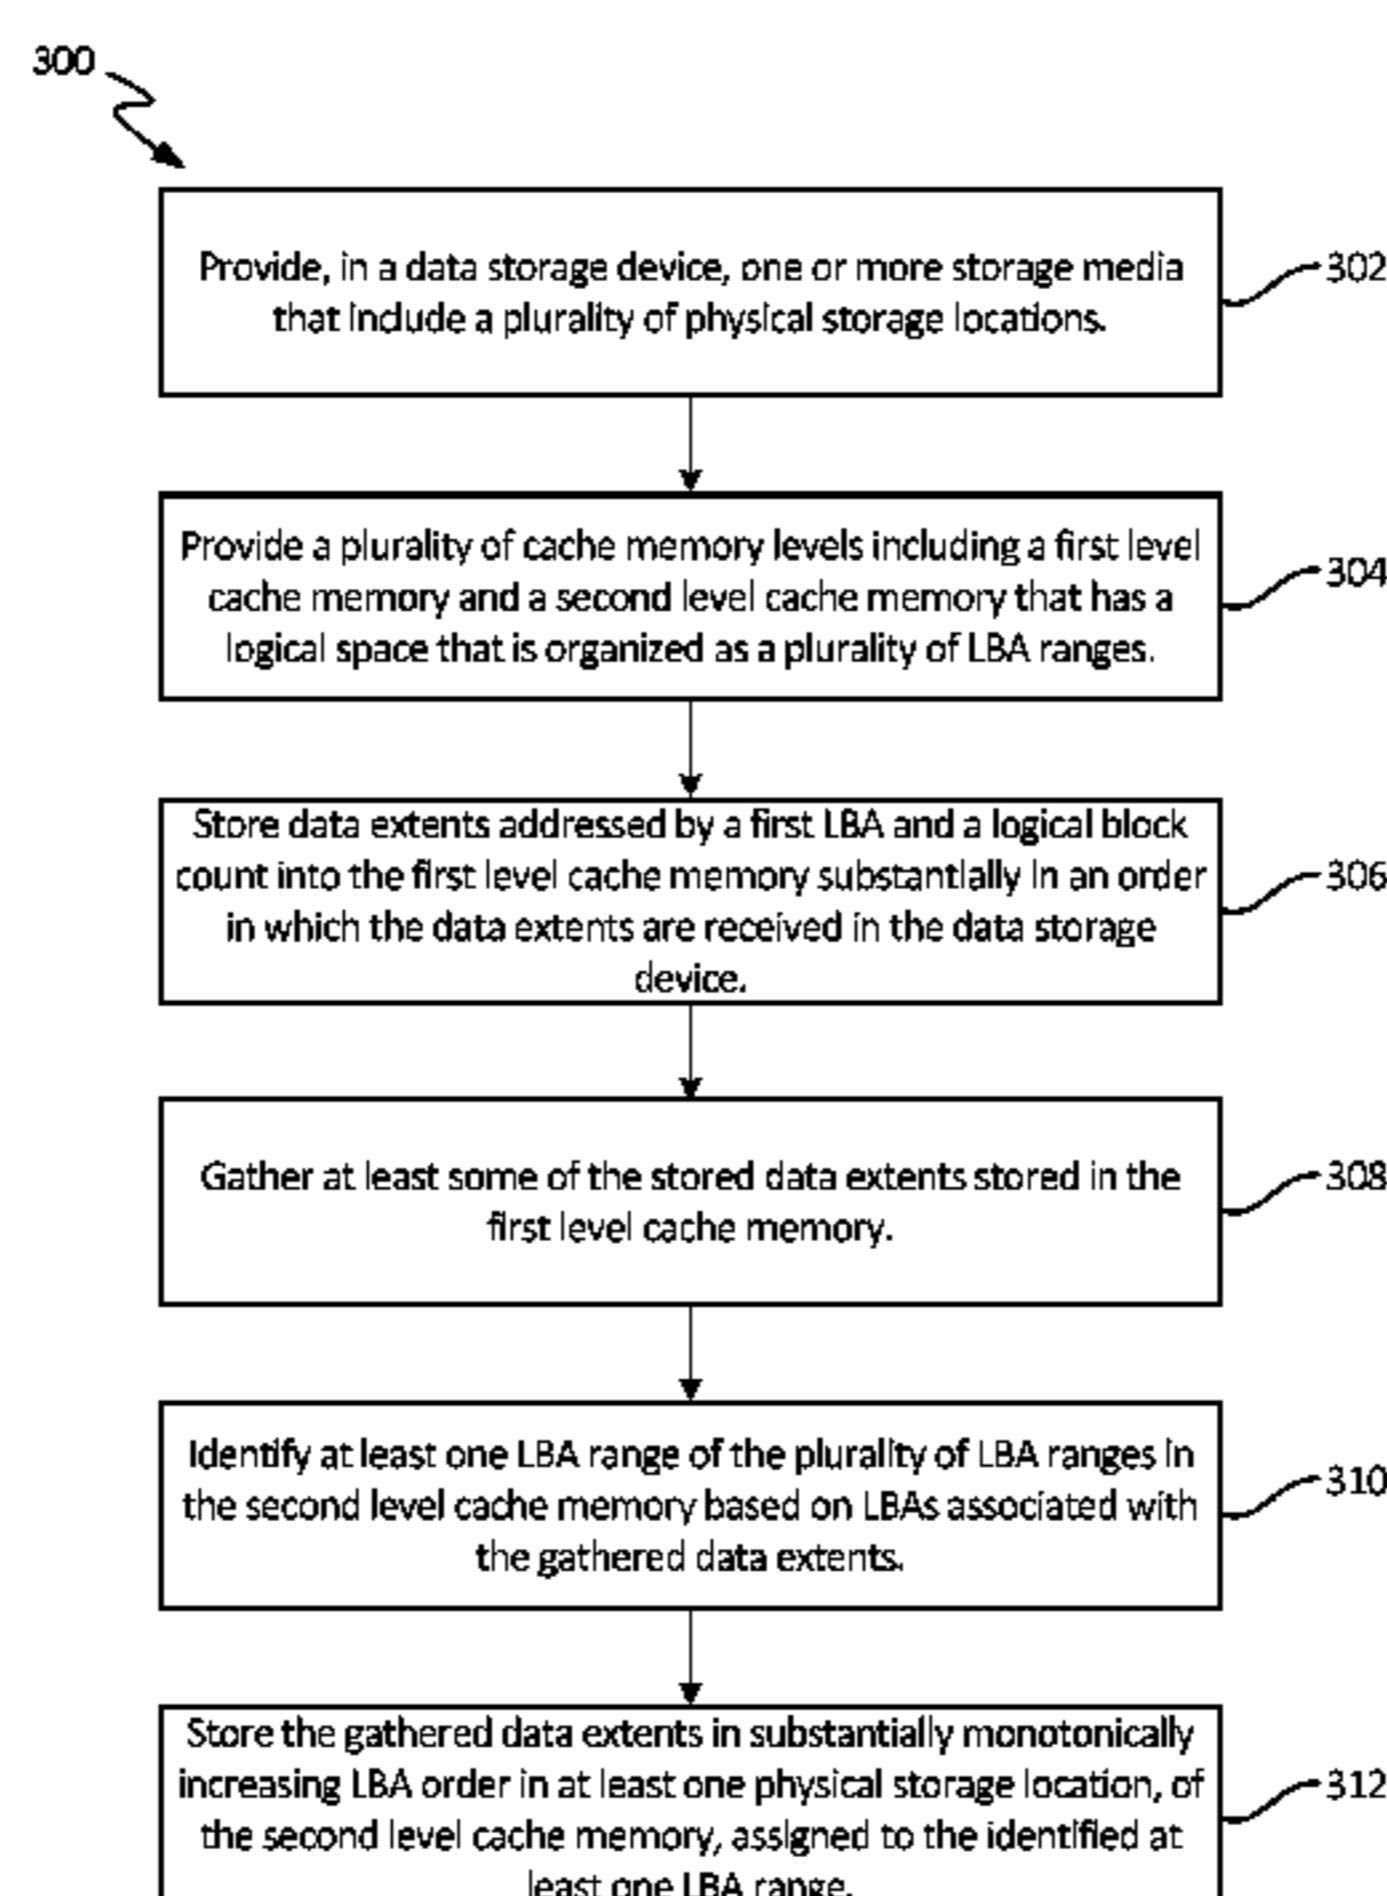 300
Provide, in a data storage device, one or more storage media
that include a plurality of physical storage locations.
302
Provide a plurality of cache memory levels including a first level
cache memory and a second level cache memory that has a
logical space that is organized as a plurality of LBA ranges.
304
Store data extents addressed by a first LBA and a logical block
count into the first level cache memory substantially in an order
in which the data extents are received in the data storage
device.
306
Gather at least some of the stored data extents stored in the
first level cache memory.
308
Identify at least one LBA range of the plurality of LBA ranges in
the second level cache memory based on LBAs associated with
the gathered data extents.
310
Store the gathered data extents in substantially monotonically
increasing LBA order in at least one physical storage location, of
the second level cache memory, assigned to the identified at
least one LBA range.
312